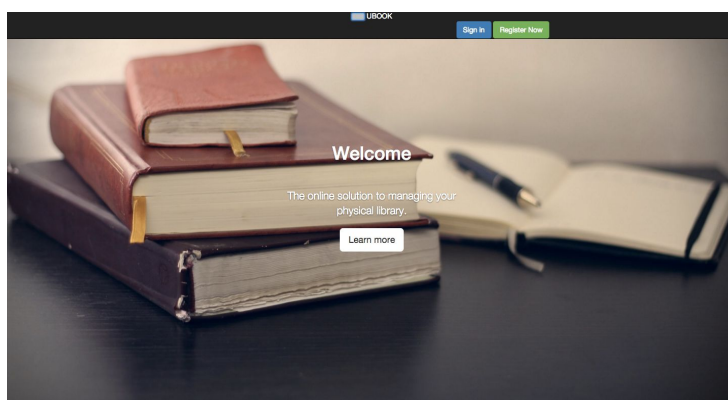 UBOOK
Sign in
Register Now
Welcome
The online solution to managing your
physical library.
Learn more